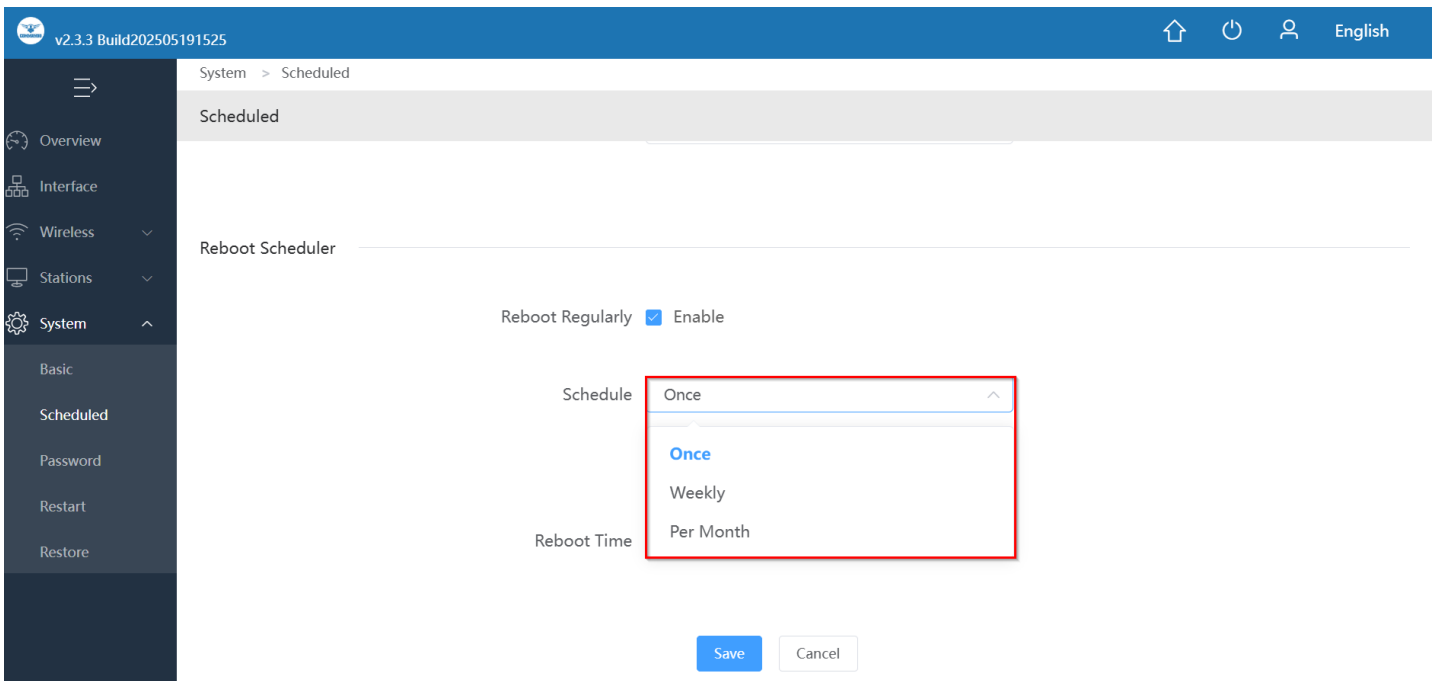 v2.3.3 Build202505191525
English
System > Scheduled
Scheduled
Overview
Interface
Wireless
Stations
System
Basic
Scheduled
Password
Restart
Restore
Reboot Scheduler
Reboot Regularly Enable
Schedule Once
Once
Weekly
Per Month
Reboot Time
Save Cancel